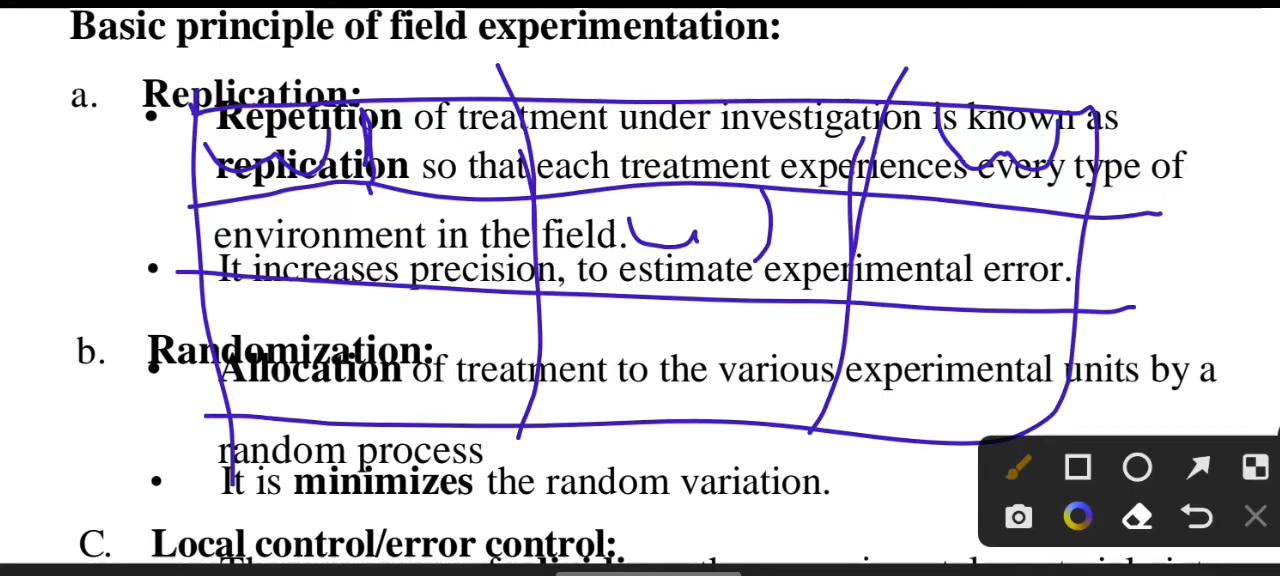 Basic principle of field experimentation:
a. Replication:
• Repetition of treatment under investigation is known as
replication so that each treatment experiences every type of
environment in the field.
• It increases precision, to estimate experimental error.
b. Randomization:
• Allocation of treatment to the various experimental units by a
random process
• It is minimizes the random variation.
C. Local control/error control: